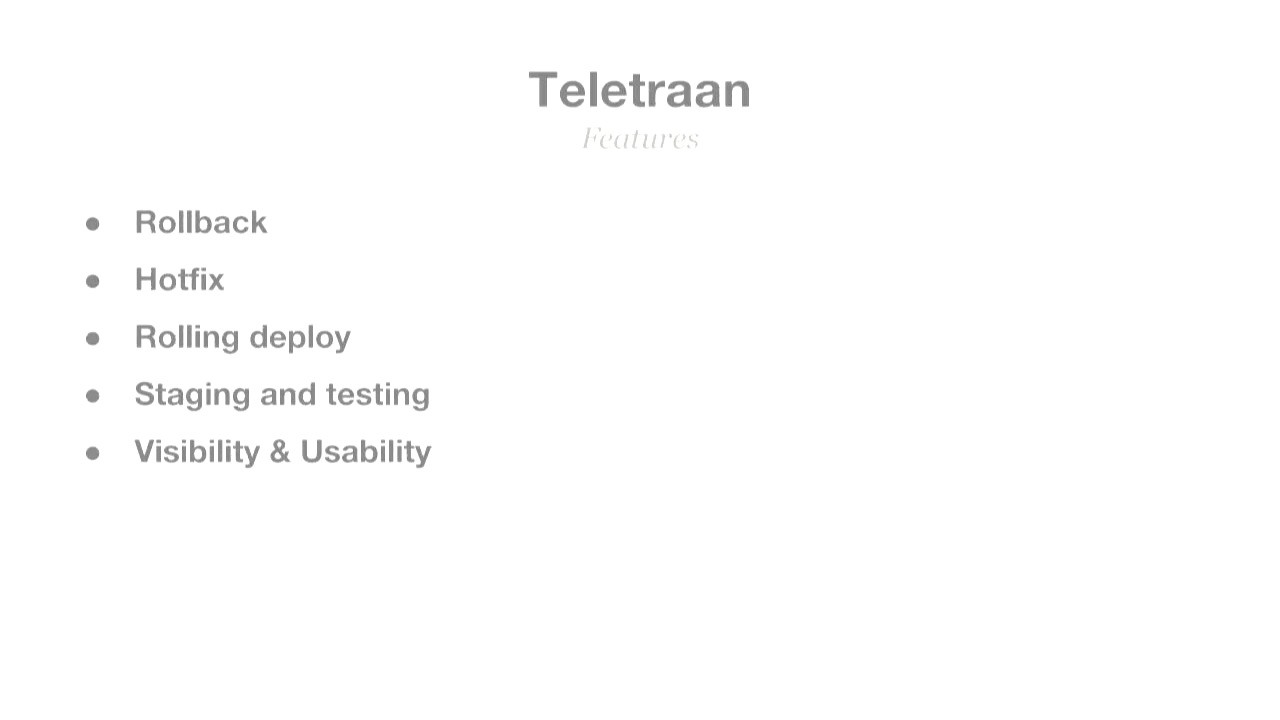 Teletraan
Features
● Rollback
● Hotfix
● Rolling deploy
● Staging and testing
● Visibility & Usability